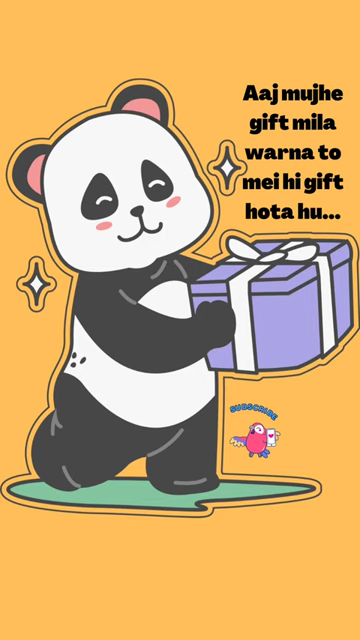 Aaj mujhe
gift mila
warna to
mei hi gift
hota hu...
SUBSCRIBE